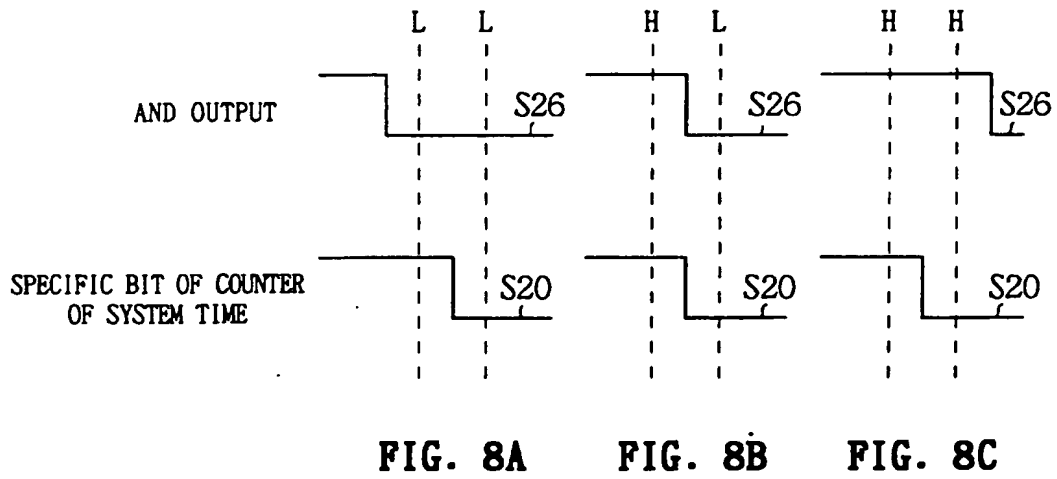 L L H L H H
AND OUTPUT
S26 S26 S26
SPECIFIC BIT OF COUNTER
OF SYSTEM TIME
S20 S20 S20
FIG. 8A FIG. 8B FIG. 8C